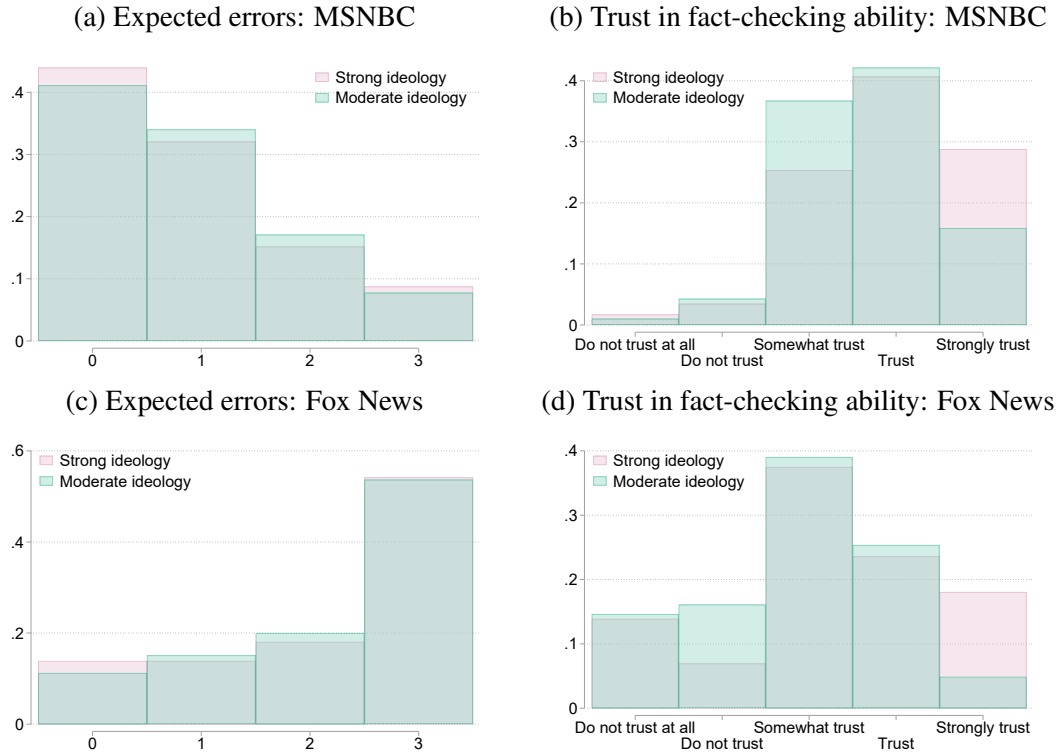 (a) Expected errors: MSNBC
Strong ideology
Moderate ideology
.4
.3
.2
.1
0
0 1 2 3
(b) Trust in fact-checking ability: MSNBC
Strong ideology
Moderate ideology
.4
.3
.2
.1
0
Do not trust at all Somewhat trust Strongly trust
Do not trust Trust
(c) Expected errors: Fox News
Strong ideology
Moderate ideology
.6
.4
.2
0
0 1 2 3
(d) Trust in fact-checking ability: Fox News
Strong ideology
Moderate ideology
.4
.3
.2
.1
0
Do not trust at all Somewhat trust Strongly trust
Do not trust Trust